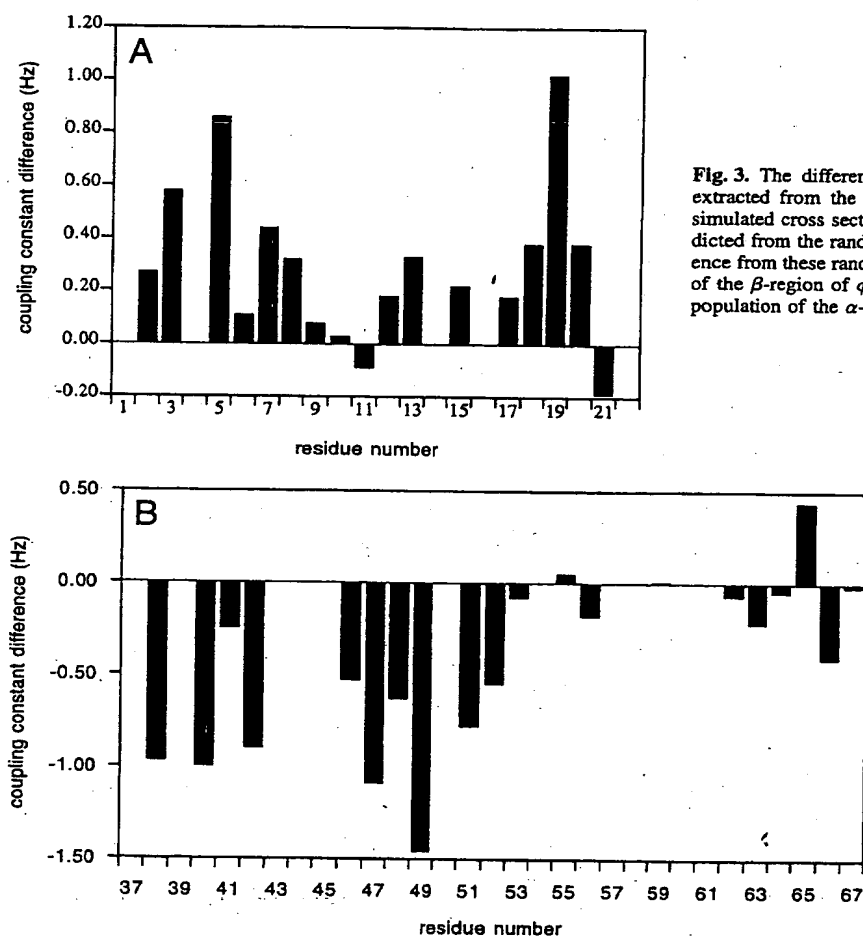 1.20
A
1.00
0.80
0.60
0.40
0.20
0.00
-0.20
coupling constant difference (Hz)
1 3 5 7 9 11 13 15 17 19 21
residue number
Fig. 3. The differen
extracted from the
simulated cross sect
dicted from the rand
ence from these rand
of the β-region of φ
population of the α-
0.50
B
0.00
-0.50
-1.00
-1.50
coupling constant difference (Hz)
37 39 41 43 45 47 49 51 53 55 57 59 61 63 65 67
residue number